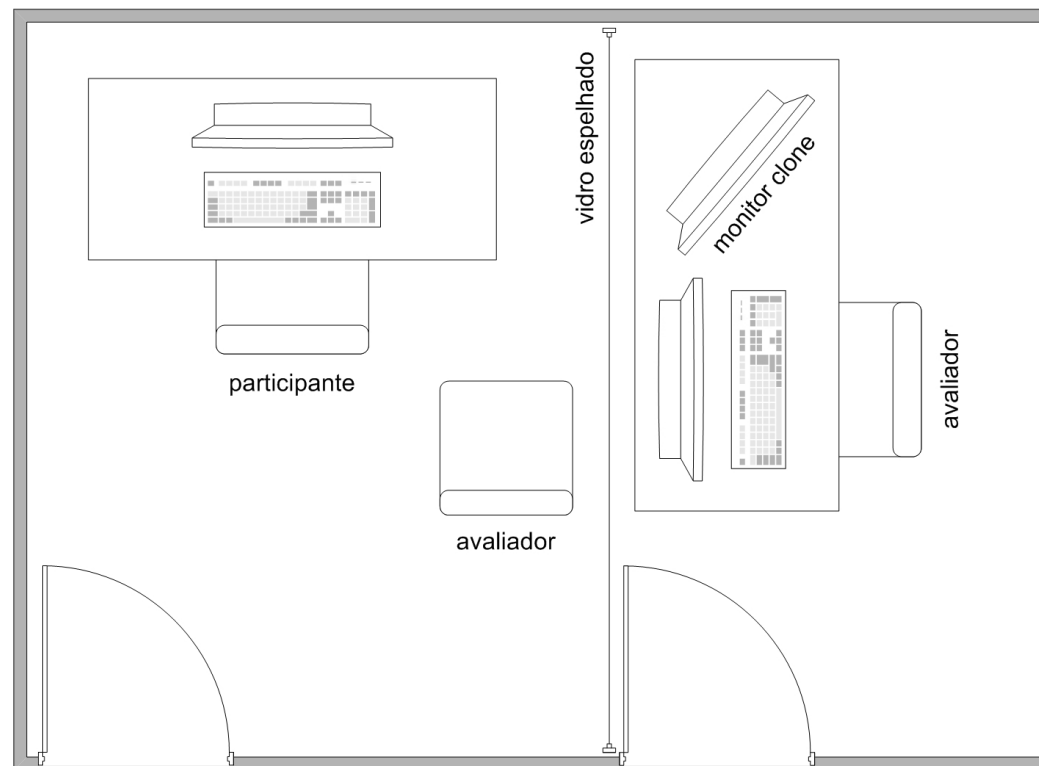 vidro espelhado
monitor clone
participante
avaliador
avaliador